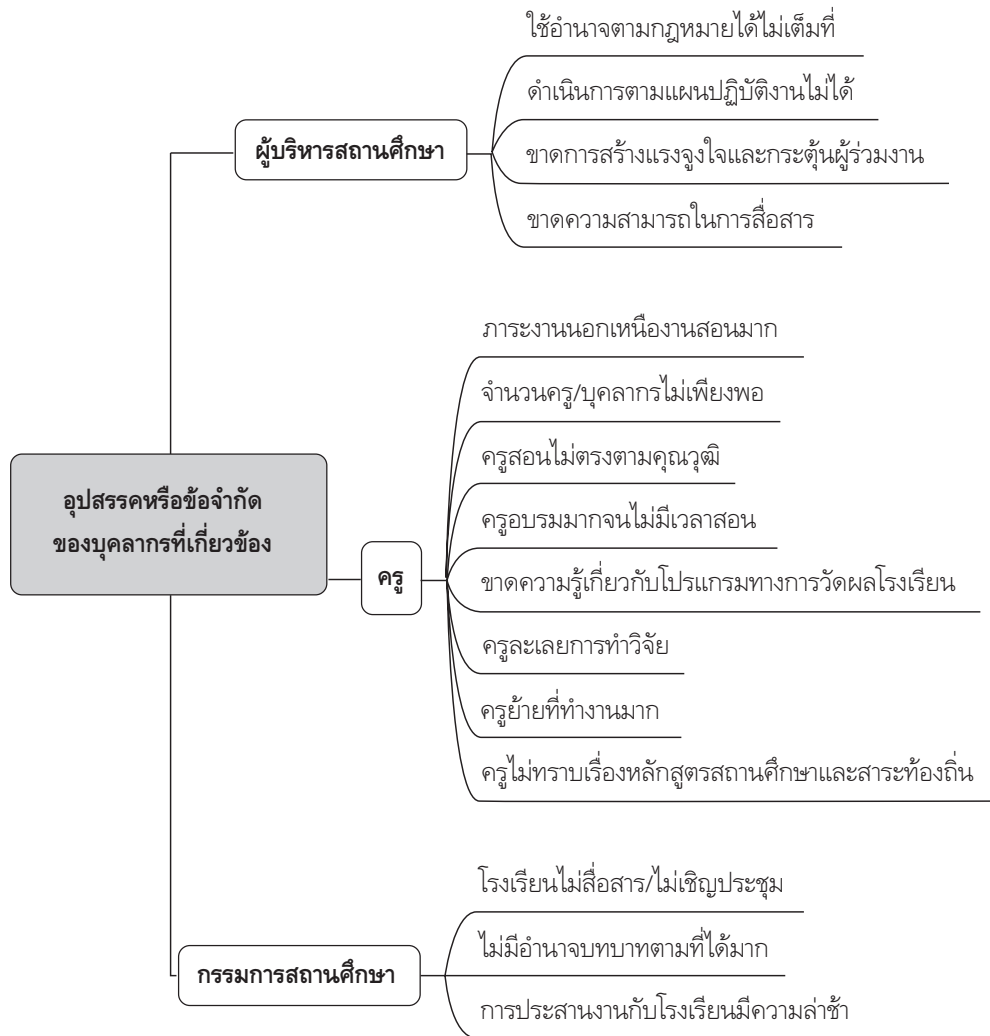 ใช้อำนาจตามกฎหมายได้ไม่เต็มที่
ดำเนินการตามแผนปฏิบัติงานไม่ได้
ผู้บริหารสถานศึกษา
ขาดการสร้างแรงจูงใจและกระตุ้นผู้ร่วมงาน
ขาดความสามารถในการสื่อสาร
ภาระงานนอกเหนืองานสอนมาก
จำนวนครู/บุคลากรไม่เพียงพอ
ครูสอนไม่ตรงตามคุณวุฒิ
อุปสรรคหรือข้อจำกัด
ของบุคลากรที่เกี่ยวข้อง
ครูอบรมมากจนไม่มีเวลาสอน
ครู
ขาดความรู้เกี่ยวกับโปรแกรมทางการวัดผลโรงเรียน
ครูละเลยการทำวิจัย
ครูย้ายที่ทำงานมาก
ครูไม่ทราบเรื่องหลักสูตรสถานศึกษาและสาระท้องถิ่น
โรงเรียนไม่สื่อสาร/ไม่เชิญประชุม
ไม่มีอำนาจบทบาทตามที่ได้มาก
กรรมการสถานศึกษา
การประสานงานกับโรงเรียนมีความล่าช้า